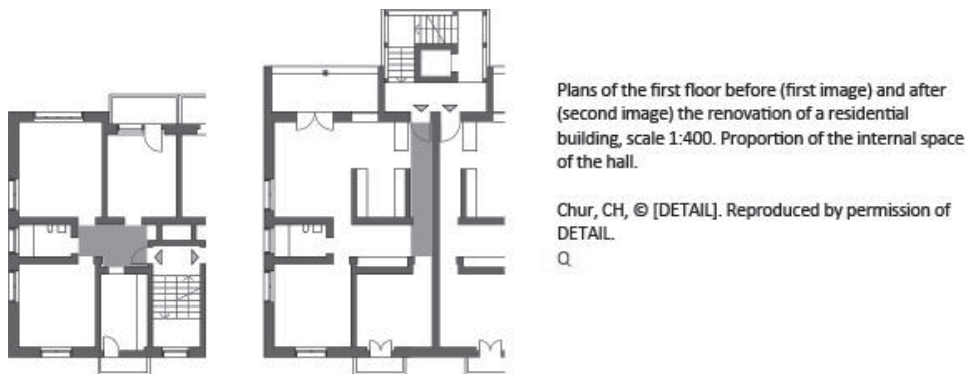 Plans of the first floor before (first image) and after
(second image) the renovation of a residential
building, scale 1:400. Proportion of the internal space
of the hall.
Chur, CH, © [DETAIL]. Reproduced by permission of
DETAIL.
Q